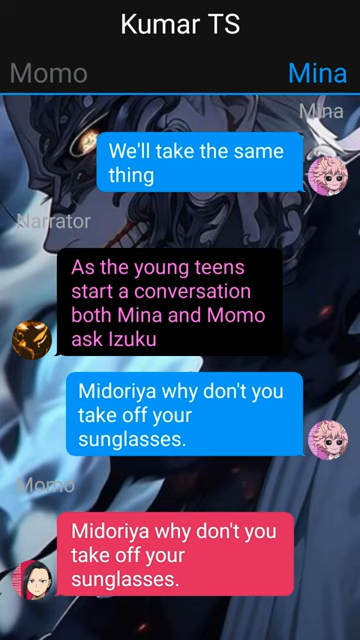 Kumar TS
Momo
Mina
Mina
We'll take the same
thing
Narrator
As the young teens
start a conversation
both Mina and Momo
ask Izuku
Midoriya why don't you
take off your
sunglasses.
Momo
Midoriya why don't you
take off your
sunglasses.